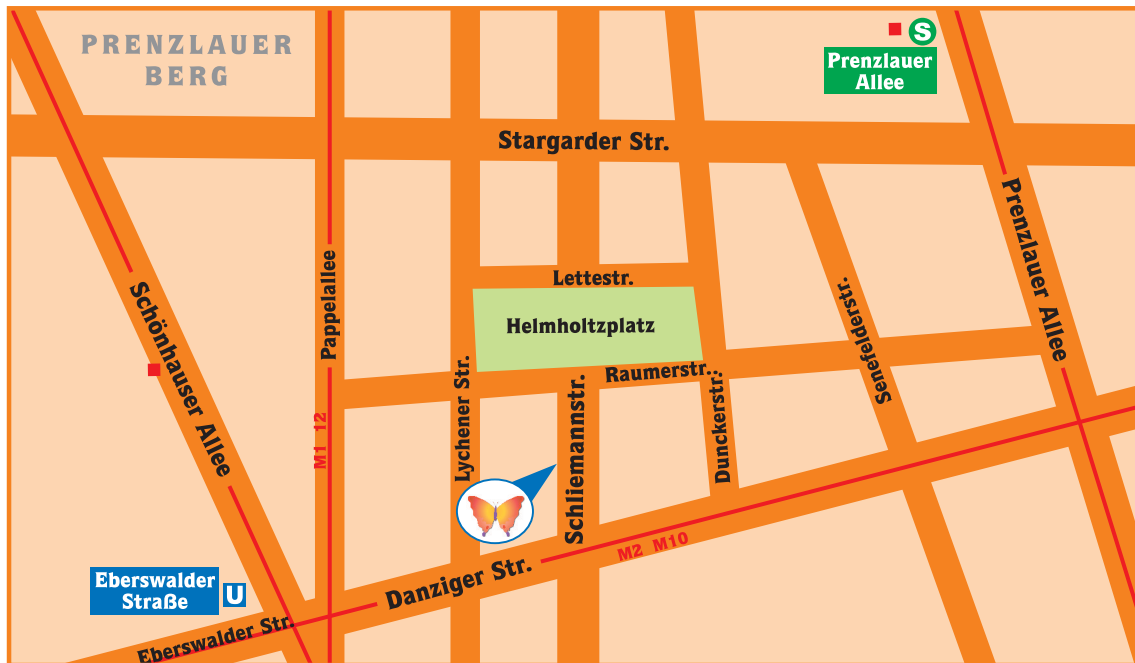 PRENZLAUER
BERG
S
Prenzlauer
Allee
Stargarder Str.
Prenzlauer Allee
Pappelallee
Schönhauser Allee
Lettestr.
Helmholtzplatz
Senefelderstr.
Raumerstr.
Lychener Str.
Schliemannstr.
Dunckerstr.
M1 12
M2 M10
Danziger Str.
Eberswalder
Straße
U
Eberswalder Str.